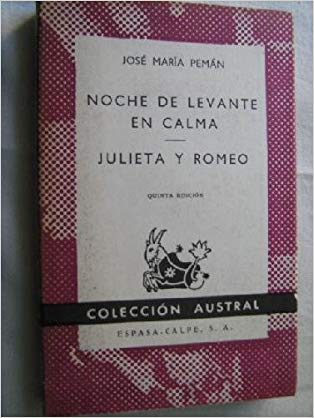 JOSÉ MARÍA PEMÁN
NOCHE DE LEVANTE
EN CALMA
JULIETA Y ROMEO
QUINTA EDICIÓN
COLECCIÓN AUSTRAL
ESPASA-CALPE, S. A.